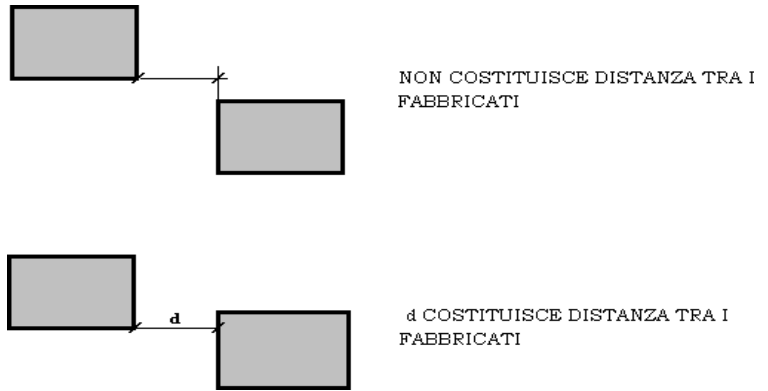 NON COSTITUISCE DISTANZA TRA I
FABBRICATI
d
d COSTITUISCE DISTANZA TRA I
FABBRICATI